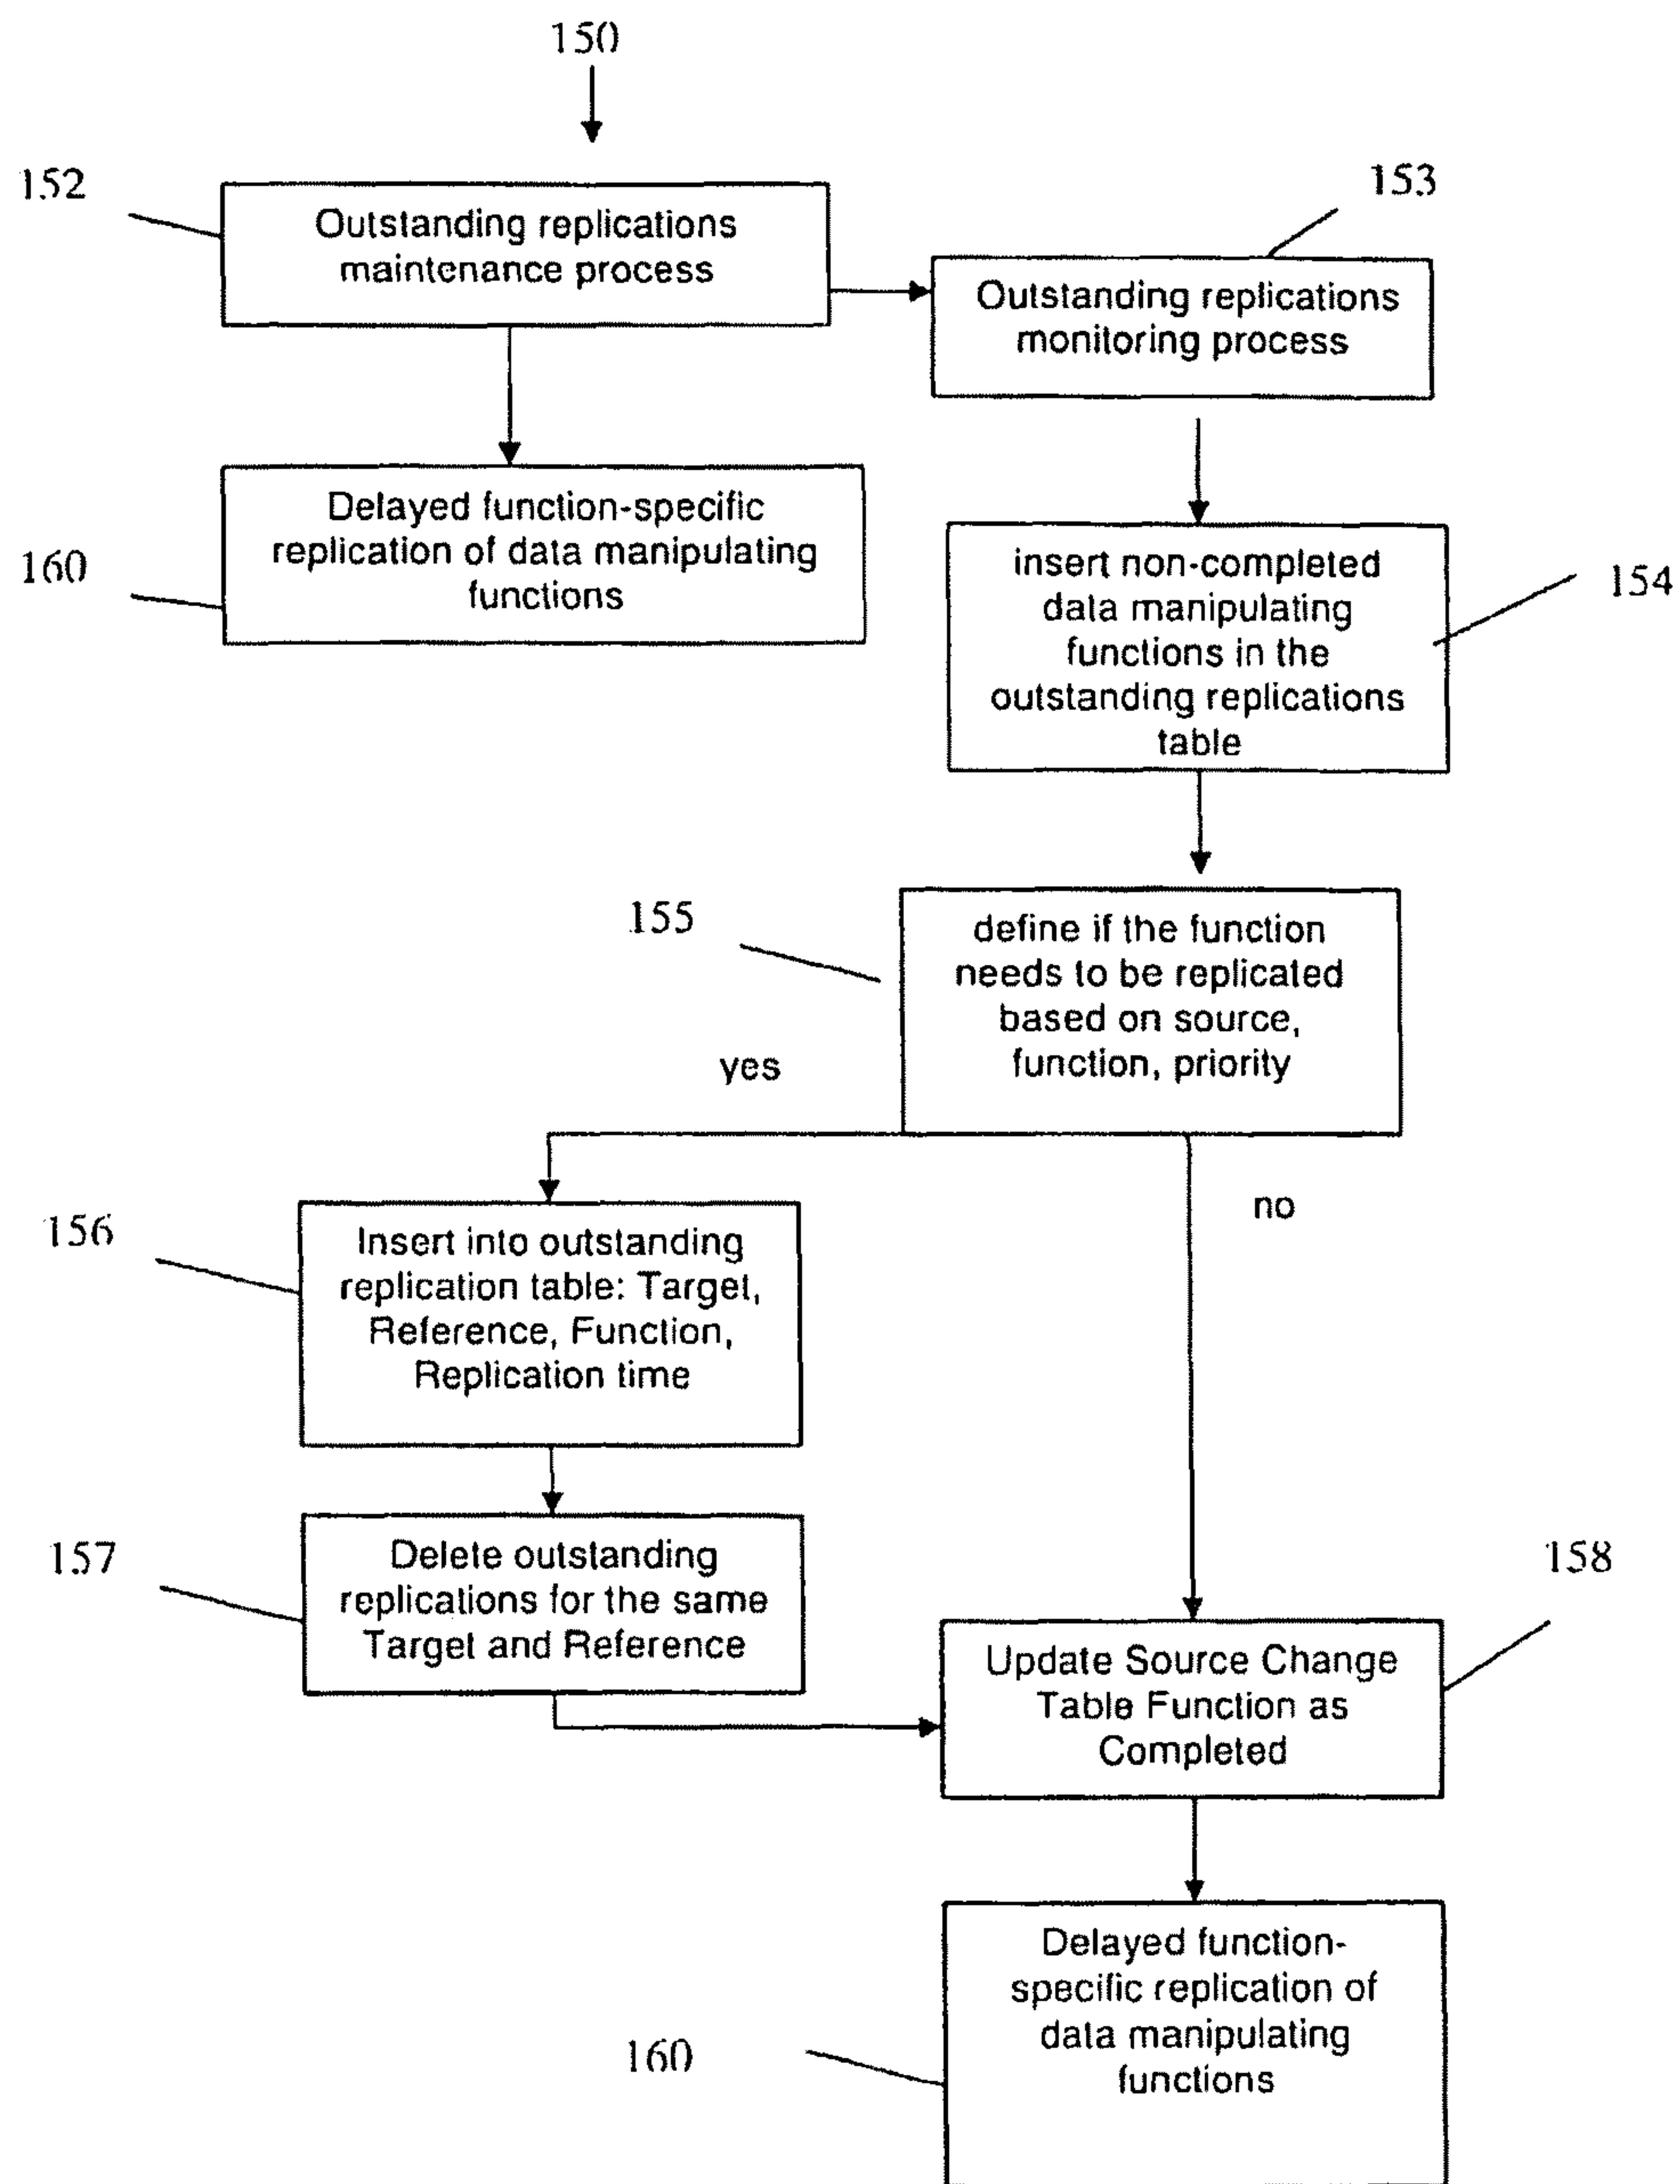 150
152
Outstanding replications
maintenance process
153
Outstanding replications
monitoring process
160
Delayed function-specific
replication of data manipulating
functions
154
insert non-completed
data manipulating
functions in the
outstanding replications
table
155
define if the function
needs to be replicated
based on source,
function, priority
yes
no
156
Insert into outstanding
replication table: Target,
Reference, Function,
Replication time
157
Delete outstanding
replications for the same
Target and Reference
158
Update Source Change
Table Function as
Completed
160
Delayed function-
specific replication of
data manipulating
functions